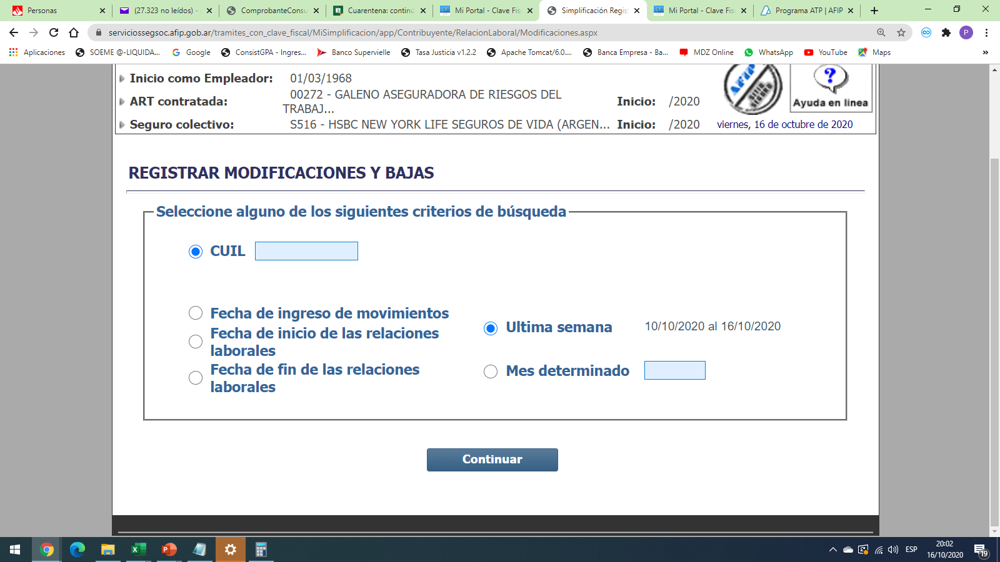 Personas
(27.323 no leídos) -
ComprobanteConsu
Cuarentena: continú
Mi Portal - Clave Fis
Simplificación Regis
Mi Portal - Clave Fis
Programa ATP | AFIP
serviciossegsoc.afip.gob.ar/tramites_con_clave_fiscal/MiSimplificacion/app/Contribuyente/RelacionLaboral/Modificaciones.aspx
P
Aplicaciones
SOEME @-LIQUIDA...
Google
ConsistGPA - Ingres...
Banco Supervielle
Tasa Justicia v1.2.2
Apache Tomcat/6.0....
Banca Empresa - Ba...
MDZ Online
WhatsApp
YouTube
Maps
»
Inicio como Empleador: 01/03/1968
ART contratada: 00272 - GALENO ASEGURADORA DE RIESGOS DEL TRABAJ... Inicio: /2020
Seguro colectivo: S516 - HSBC NEW YORK LIFE SEGUROS DE VIDA (ARGEN... Inicio: /2020
AFIP
SITIO SEGURO
?
Ayuda en linea
viernes, 16 de octubre de 2020
REGISTRAR MODIFICACIONES Y BAJAS
Seleccione alguno de los siguientes criterios de búsqueda
CUIL
Fecha de ingreso de movimientos
Fecha de inicio de las relaciones
laborales
Fecha de fin de las relaciones
laborales
Ultima semana 10/10/2020 al 16/10/2020
Mes determinado
Continuar
ESP
20:02
16/10/2020
19